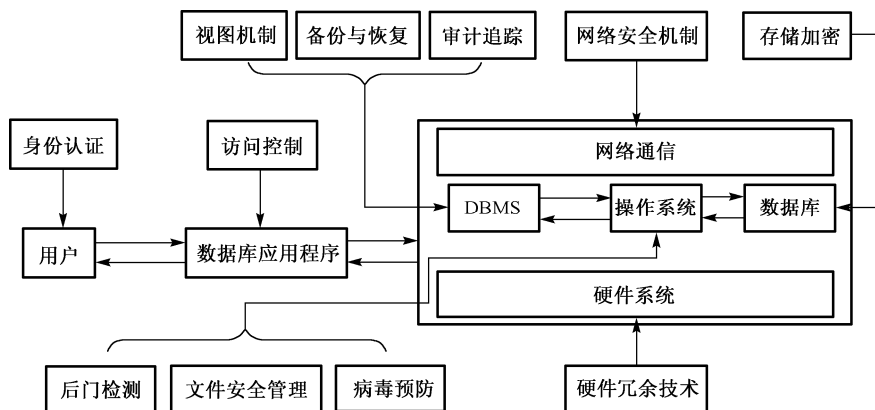 视图机制
备份与恢复
审计追踪
网络安全机制
存储加密
身份认证
访问控制
网络通信
DBMS
操作系统
数据库
用户
数据库应用程序
硬件系统
后门检测
文件安全管理
病毒预防
硬件冗余技术